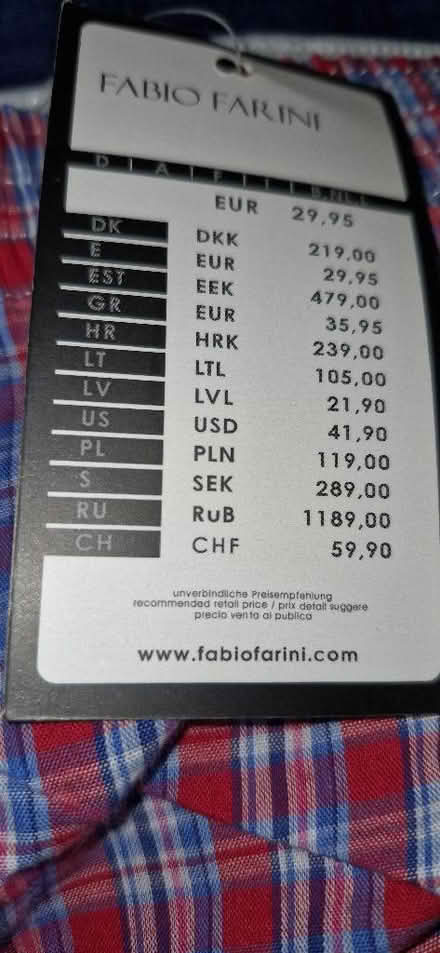 FABIO FARINI
D | A | F | I | BNL
EUR 29,95
DK DKK 219,00
E EUR 29,95
EST EEK 479,00
GR EUR 35,95
HR HRK 239,00
LT LTL 105,00
LV LVL 21,90
US USD 41,90
PL PLN 119,00
S SEK 289,00
RU RuB 1189,00
CH CHF 59,90
unverbindliche Preisempfehlung
recommended retail price / prix detail suggere
precio venta al publica
www.fabiofarini.com